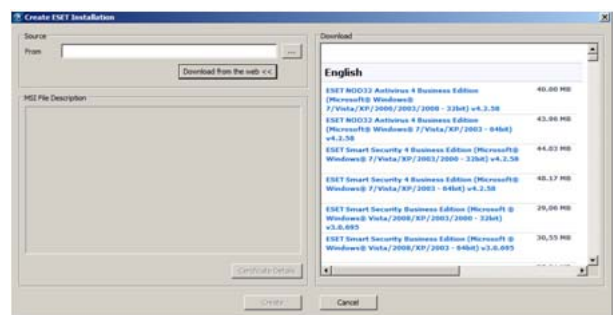 Create ESET Installation
Source
From
...
Download from the web <<
MSI File Description
Certificate Details
Create
Cancel
Download
English
ESET NOD32 Antivirus 4 Business Edition 40.00 MB
(Microsoft® Windows®
7/Vista/XP/2000/2003/2008 - 32bit) v4.2.58
ESET NOD32 Antivirus 4 Business Edition 43.96 MB
(Microsoft® Windows® 7/Vista/XP/2003 - 64bit)
v4.2.58
ESET Smart Security 4 Business Edition (Microsoft® 44.03 MB
Windows® 7/Vista/XP/2003/2000 - 32bit) v4.2.58
ESET Smart Security 4 Business Edition (Microsoft® 48.17 MB
Windows® 7/Vista/XP/2003 - 64bit) v4.2.58
ESET Smart Security Business Edition (Microsoft ® 29,06 MB
Windows® Vista/2008/XP/2003/2000 - 32bit)
v3.0.695
ESET Smart Security Business Edition (Microsoft ® 30,55 MB
Windows® Vista/2008/XP/2003 - 64bit) v3.0.695